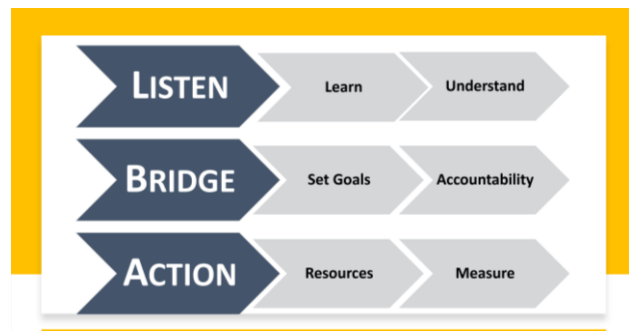 LISTEN Learn Understand
BRIDGE Set Goals Accountability
ACTION Resources Measure